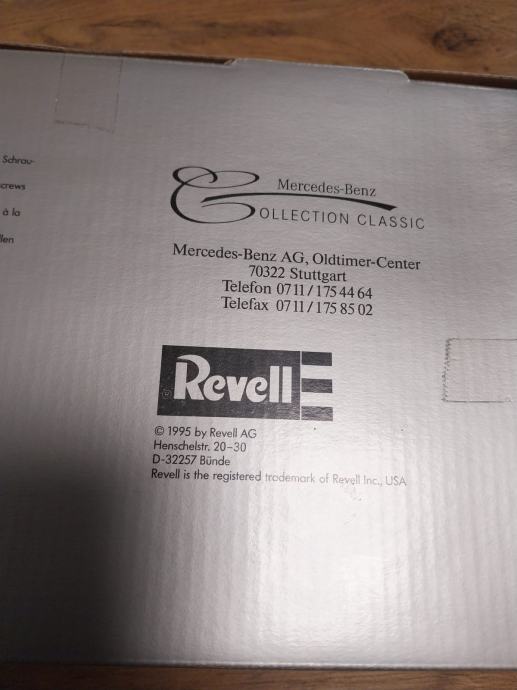 Schrau-
crews
à la
llen
Mercedes-Benz
COLLECTION CLASSIC
Mercedes-Benz AG, Oldtimer-Center
70322 Stuttgart
Telefon 0711/175 44 64
Telefax 0711/175 85 02
Revell
© 1995 by Revell AG
Henschelstr. 20–30
D-32257 Bünde
Revell is the registered trademark of Revell Inc., USA